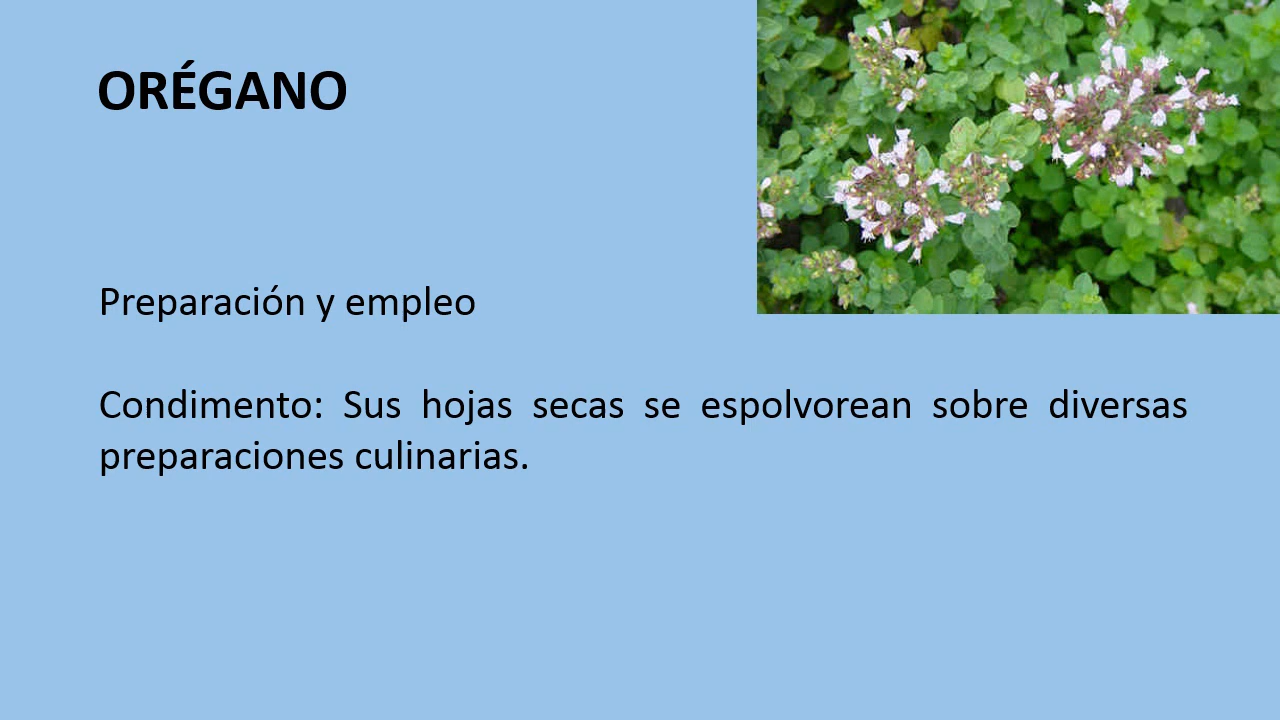 ORÉGANO
Preparación y empleo
Condimento: Sus hojas secas se espolvorean sobre diversas
preparaciones culinarias.